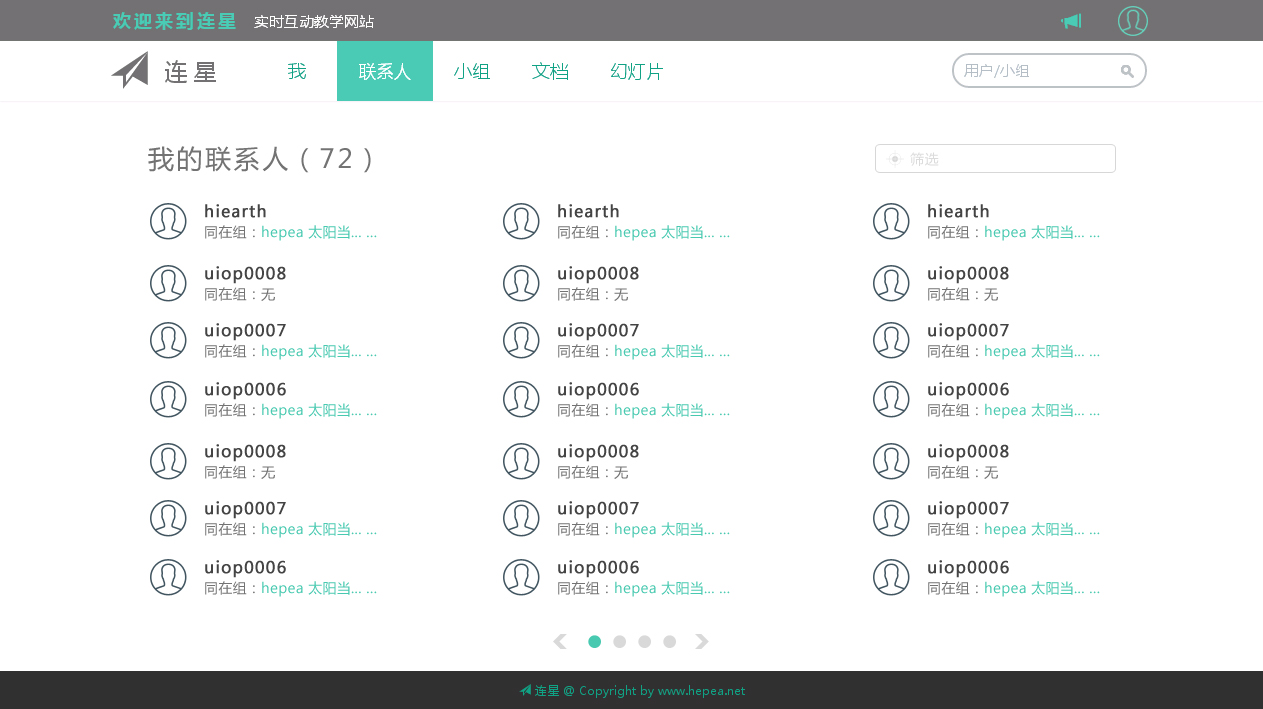 欢迎来到连星 实时互动教学网站
连星 我 联系人 小组 文档 幻灯片 用户/小组
我的联系人（72） 筛选
hiearth hiearth hiearth
同在组：hepea 太阳当... ... 同在组：hepea 太阳当... ... 同在组：hepea 太阳当... ...
uiop0008 uiop0008 uiop0008
同在组：无 同在组：无 同在组：无
uiop0007 uiop0007 uiop0007
同在组：hepea 太阳当... ... 同在组：hepea 太阳当... ... 同在组：hepea 太阳当... ...
uiop0006 uiop0006 uiop0006
同在组：hepea 太阳当... ... 同在组：hepea 太阳当... ... 同在组：hepea 太阳当... ...
uiop0008 uiop0008 uiop0008
同在组：无 同在组：无 同在组：无
uiop0007 uiop0007 uiop0007
同在组：hepea 太阳当... ... 同在组：hepea 太阳当... ... 同在组：hepea 太阳当... ...
uiop0006 uiop0006 uiop0006
同在组：hepea 太阳当... ... 同在组：hepea 太阳当... ... 同在组：hepea 太阳当... ...
连星 @ Copyright by www.hepea.net